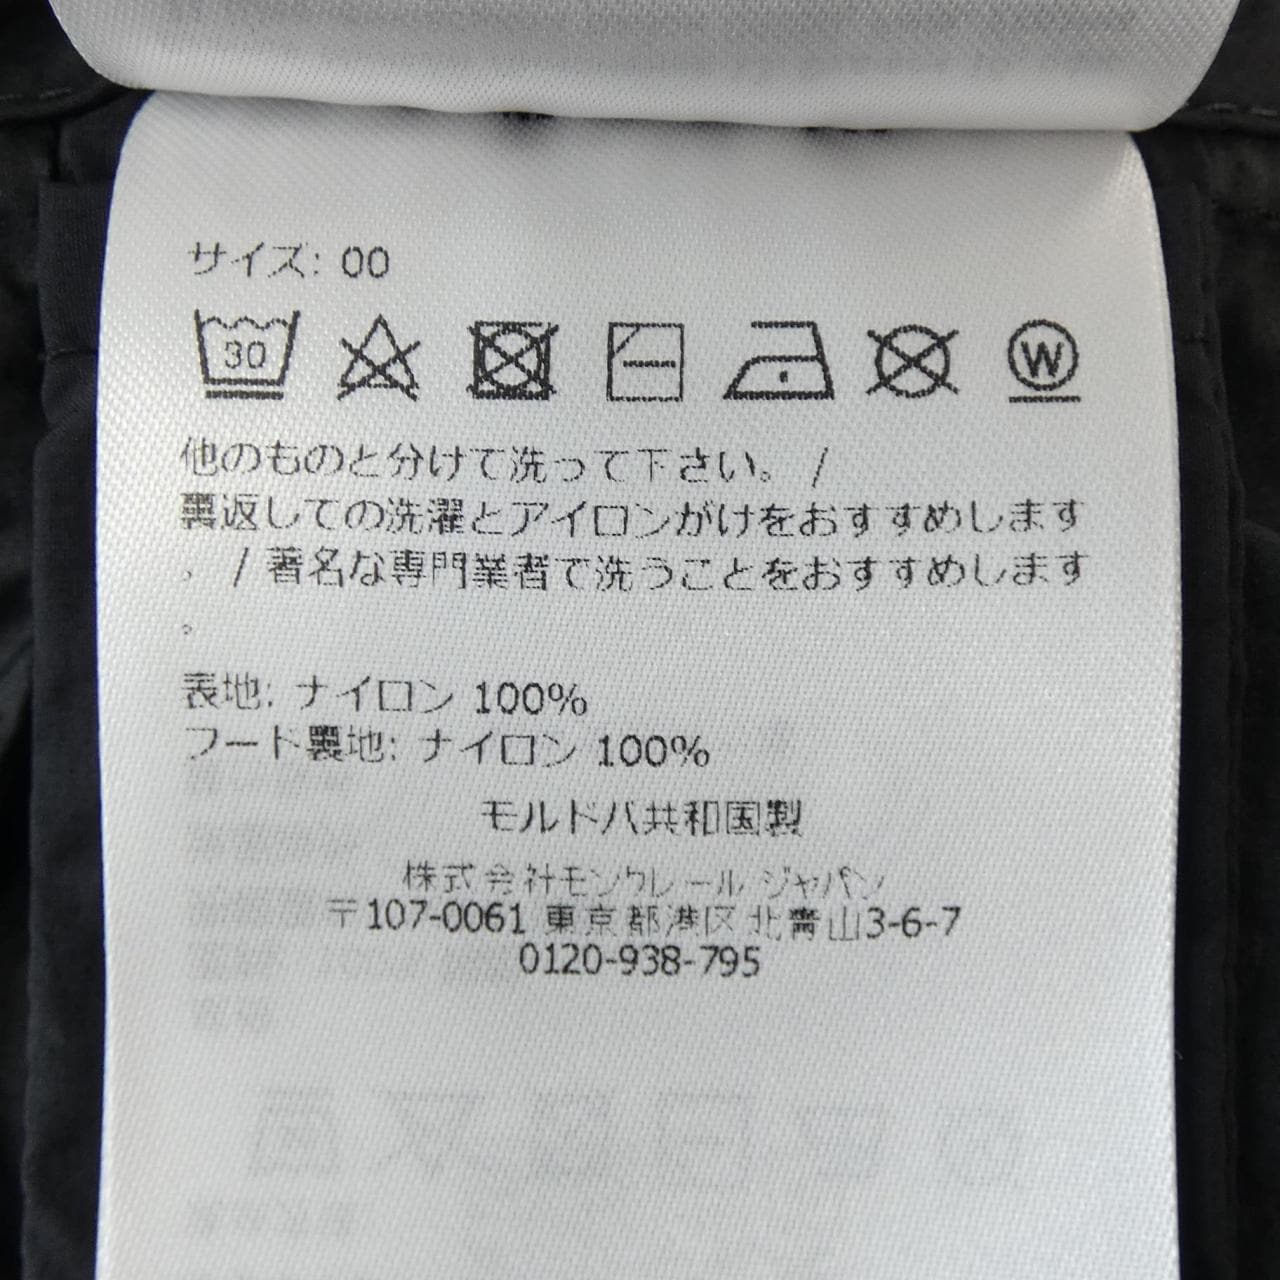 サイズ: 00
30
W
他のものと分けて洗って下さい。 /
裏返しての洗濯とアイロンがけをおすすめします
。 / 著名な専門業者で洗うことをおすすめします
。
表地: ナイロン 100%
フード裏地: ナイロン 100%
モルドバ共和国製
株式会社モンクレール ジャパン
〒107-0061 東京都港区北青山3-6-7
0120-938-795